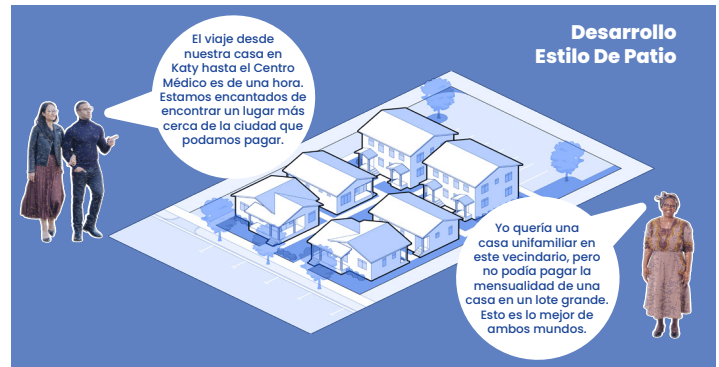 Desarrollo
Estilo De Patio
El viaje desde
nuestra casa en
Katy hasta el Centro
Médico es de una hora.
Estamos encantados de
encontrar un lugar más
cerca de la ciudad que
podamos pagar.
Yo quería una
casa unifamiliar en
este vecindario, pero
no podía pagar la
mensualidad de una
casa en un lote grande.
Esto es lo mejor de
ambos mundos.